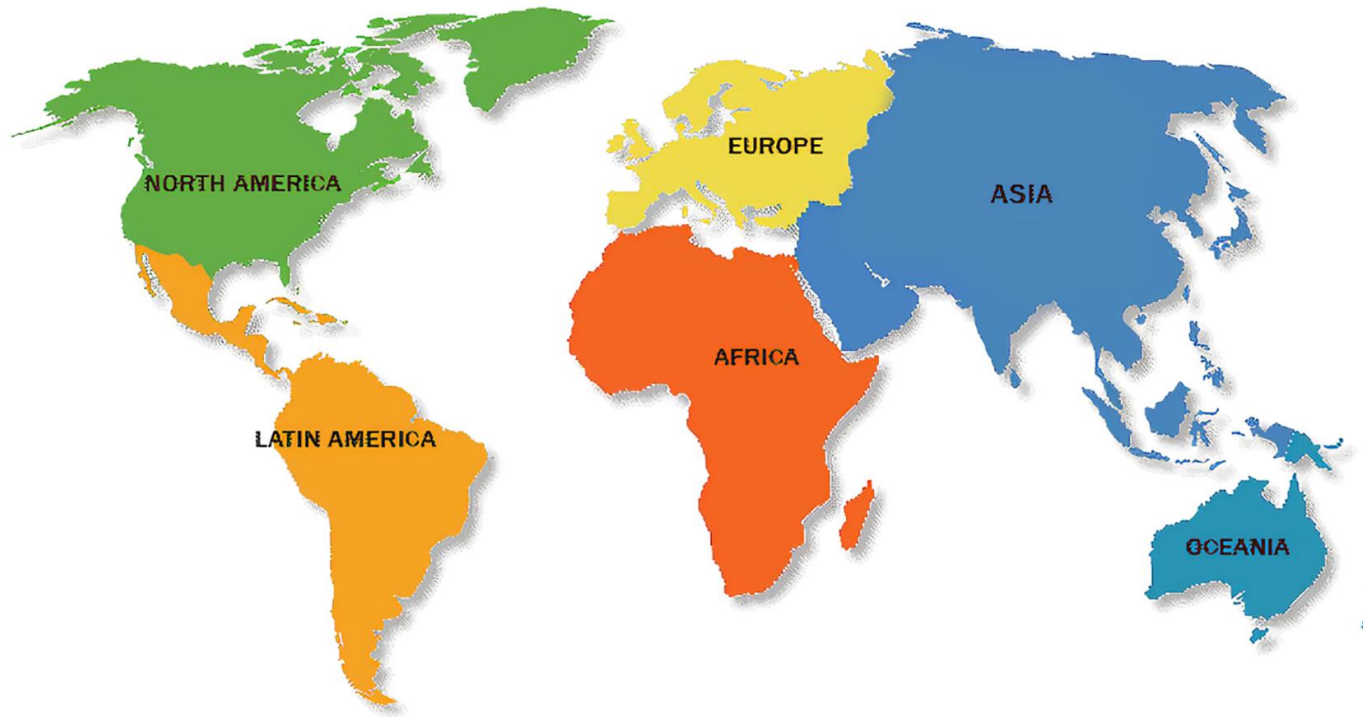 EUROPE
NORTH AMERICA
ASIA
AFRICA
LATIN AMERICA
OCEANIA